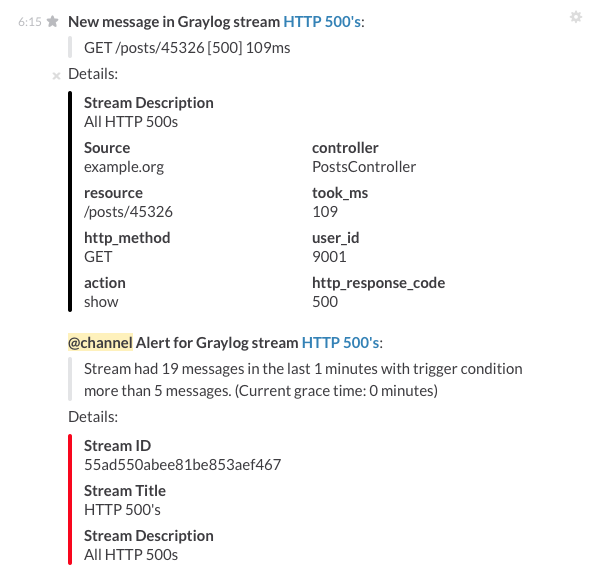 6:15 New message in Graylog stream HTTP 500's:
GET /posts/45326 [500] 109ms
Details:
Stream Description
All HTTP 500s
Source controller
example.org PostsController
resource took_ms
/posts/45326 109
http_method user_id
GET 9001
action http_response_code
show 500
@channel Alert for Graylog stream HTTP 500's:
Stream had 19 messages in the last 1 minutes with trigger condition
more than 5 messages. (Current grace time: 0 minutes)
Details:
Stream ID
55ad550abee81be853aef467
Stream Title
HTTP 500's
Stream Description
All HTTP 500s